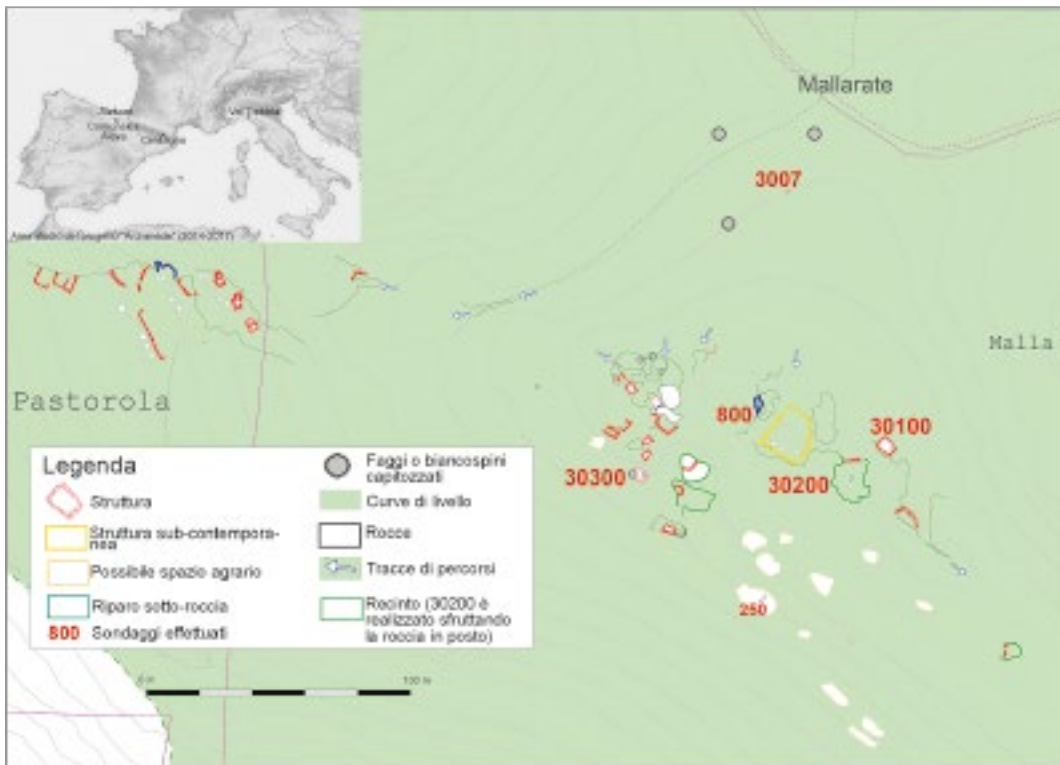 Mallarate
3007
Malla
Pastorola
800
30100
30300
30200
250
Legenda
Struttura
Struttura sub-contempora-
nea
Possibile spazio agrario
Riparo sotto-roccia
800 Sondaggi effettuati
Faggi o biancospini
capitozzati
Curve di livello
Rocce
Tracce di percorsi
Recinto (30200 è
realizzato sfruttando
la roccia in posto)
0 m
100 m